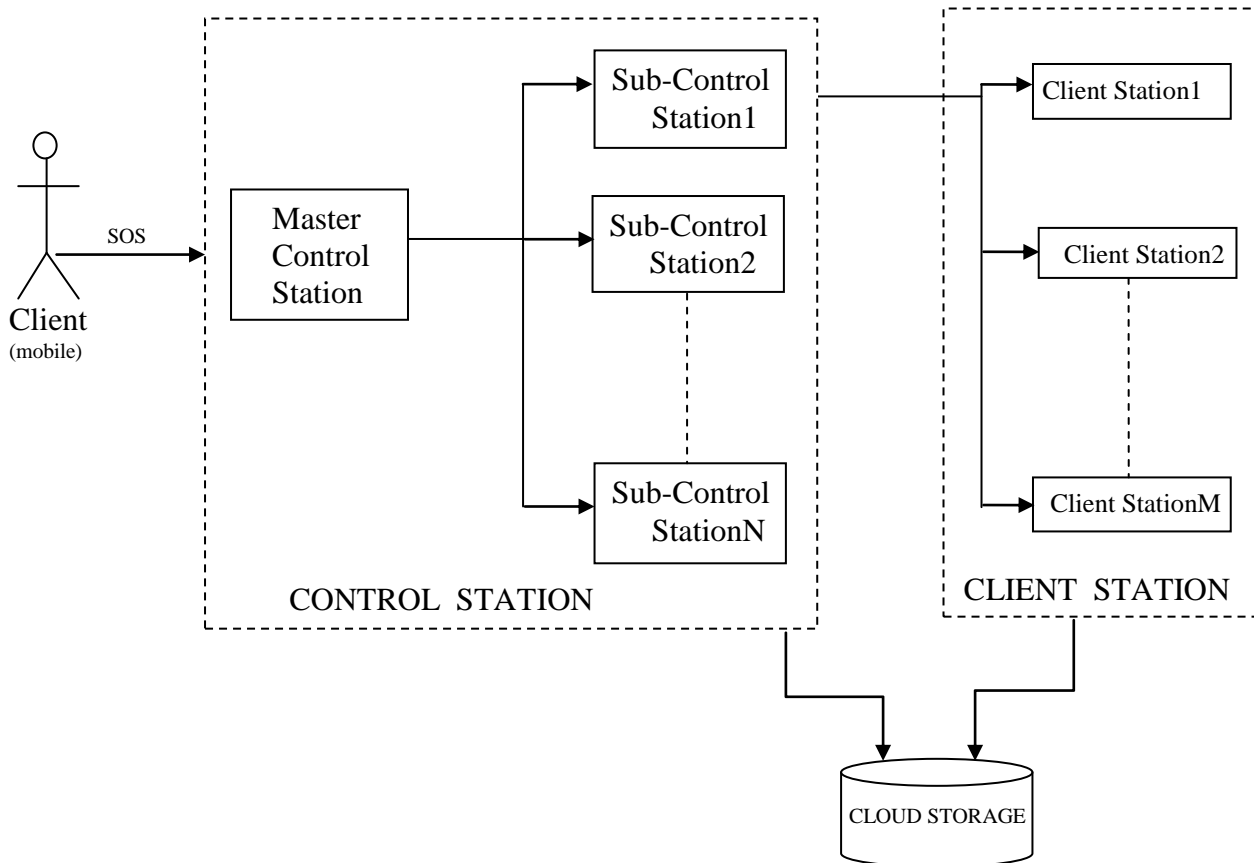 SOS
Client
(mobile)
Master
Control
Station
Sub-Control
Station1
Sub-Control
Station2
Sub-Control
StationN
CONTROL STATION
Client Station1
Client Station2
Client StationM
CLIENT STATION
CLOUD STORAGE